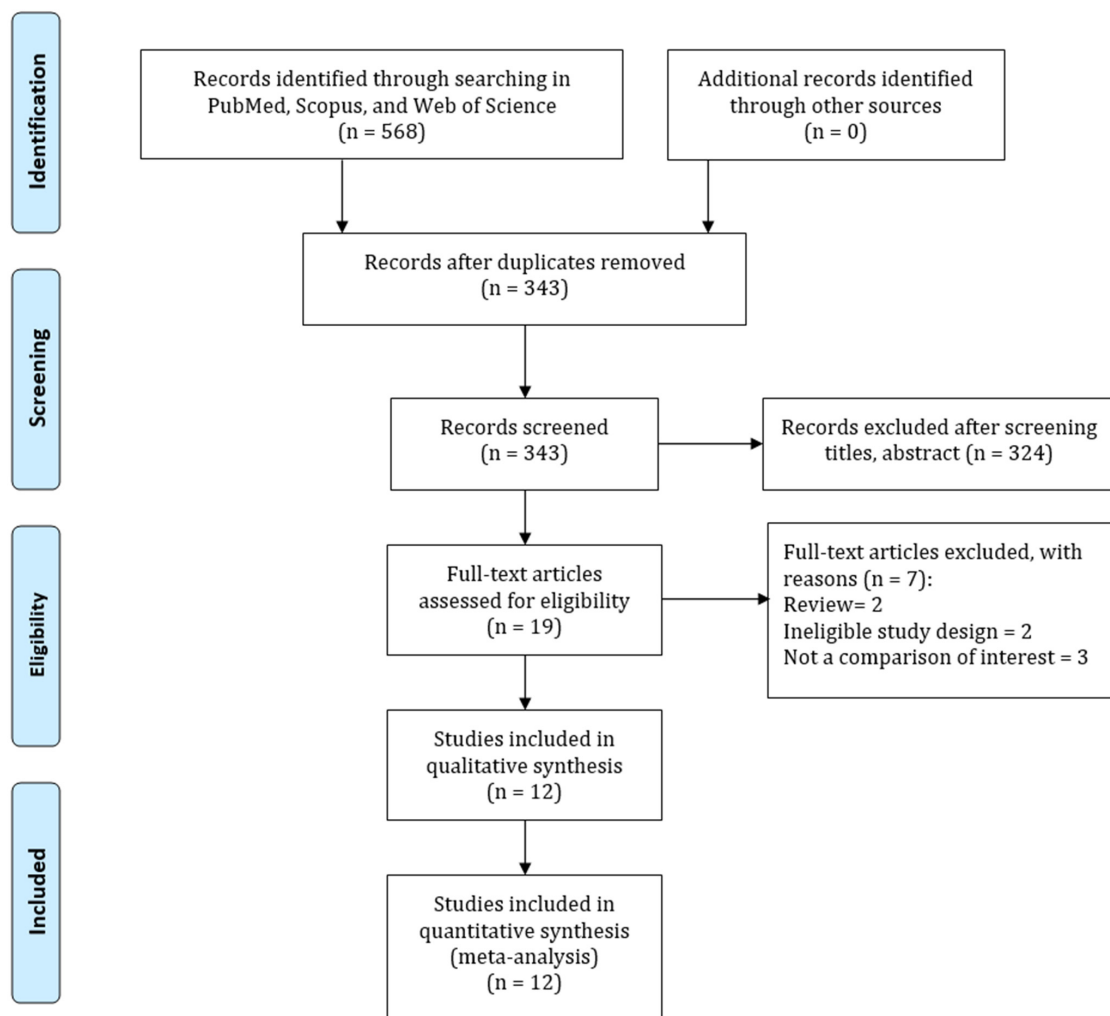 Identification
Records identified through searching in
PubMed, Scopus, and Web of Science
(n = 568)
Additional records identified
through other sources
(n = 0)
Records after duplicates removed
(n = 343)
Screening
Records screened
(n = 343)
Records excluded after screening
titles, abstract (n = 324)
Eligibility
Full-text articles
assessed for eligibility
(n = 19)
Full-text articles excluded, with
reasons (n = 7):
Review= 2
Ineligible study design = 2
Not a comparison of interest = 3
Studies included in
qualitative synthesis
(n = 12)
Included
Studies included in
quantitative synthesis
(meta-analysis)
(n = 12)